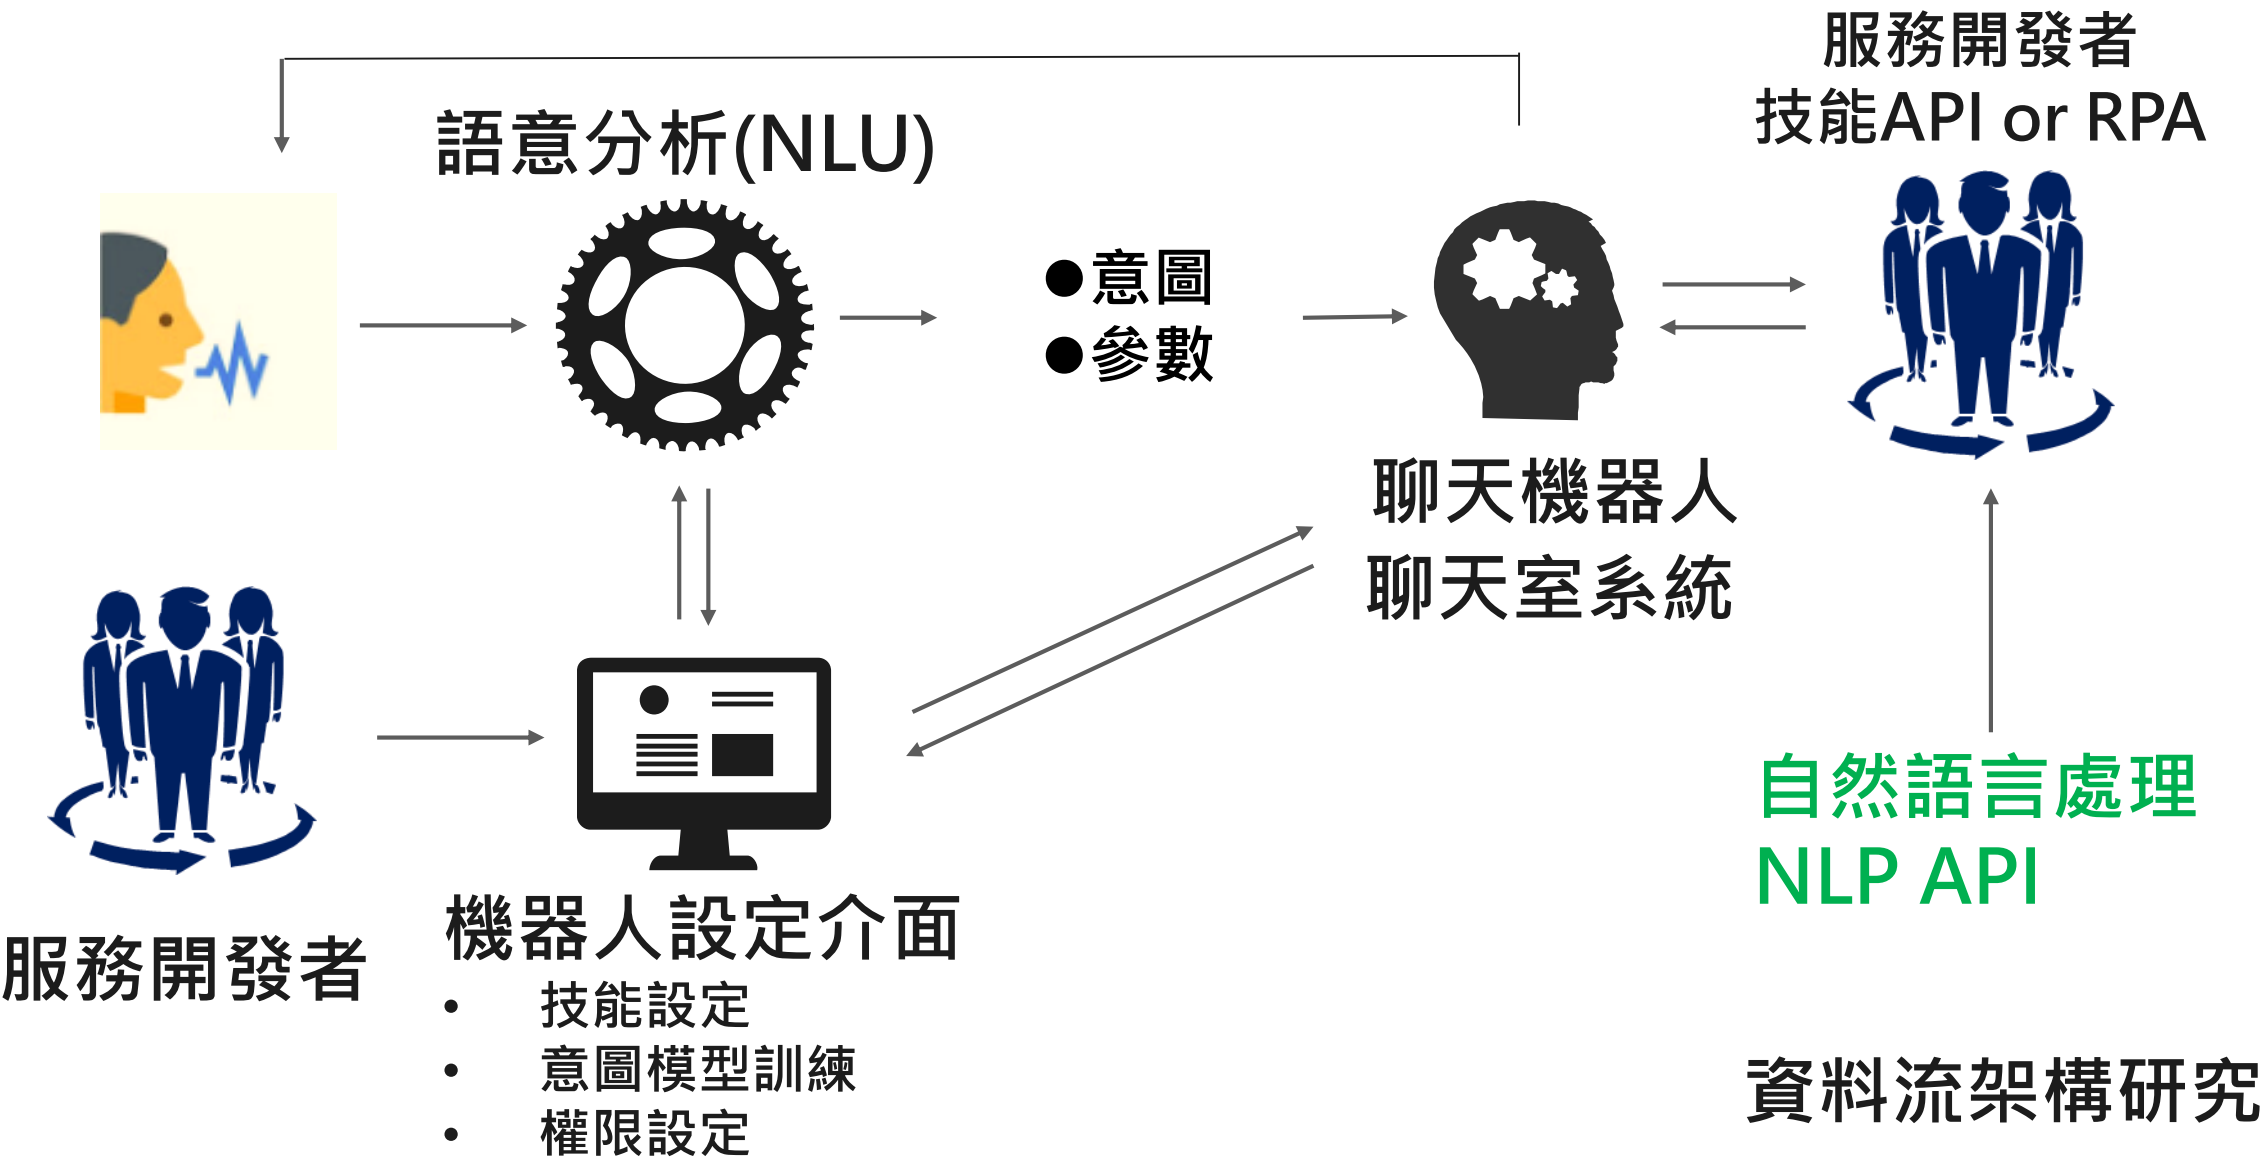 服務開發者
技能API or RPA
語意分析(NLU)
●意圖
●參數
聊天機器人
聊天室系統
自然語言處理
NLP API
機器人設定介面
• 技能設定
• 意圖模型訓練
• 權限設定
服務開發者
資料流架構研究